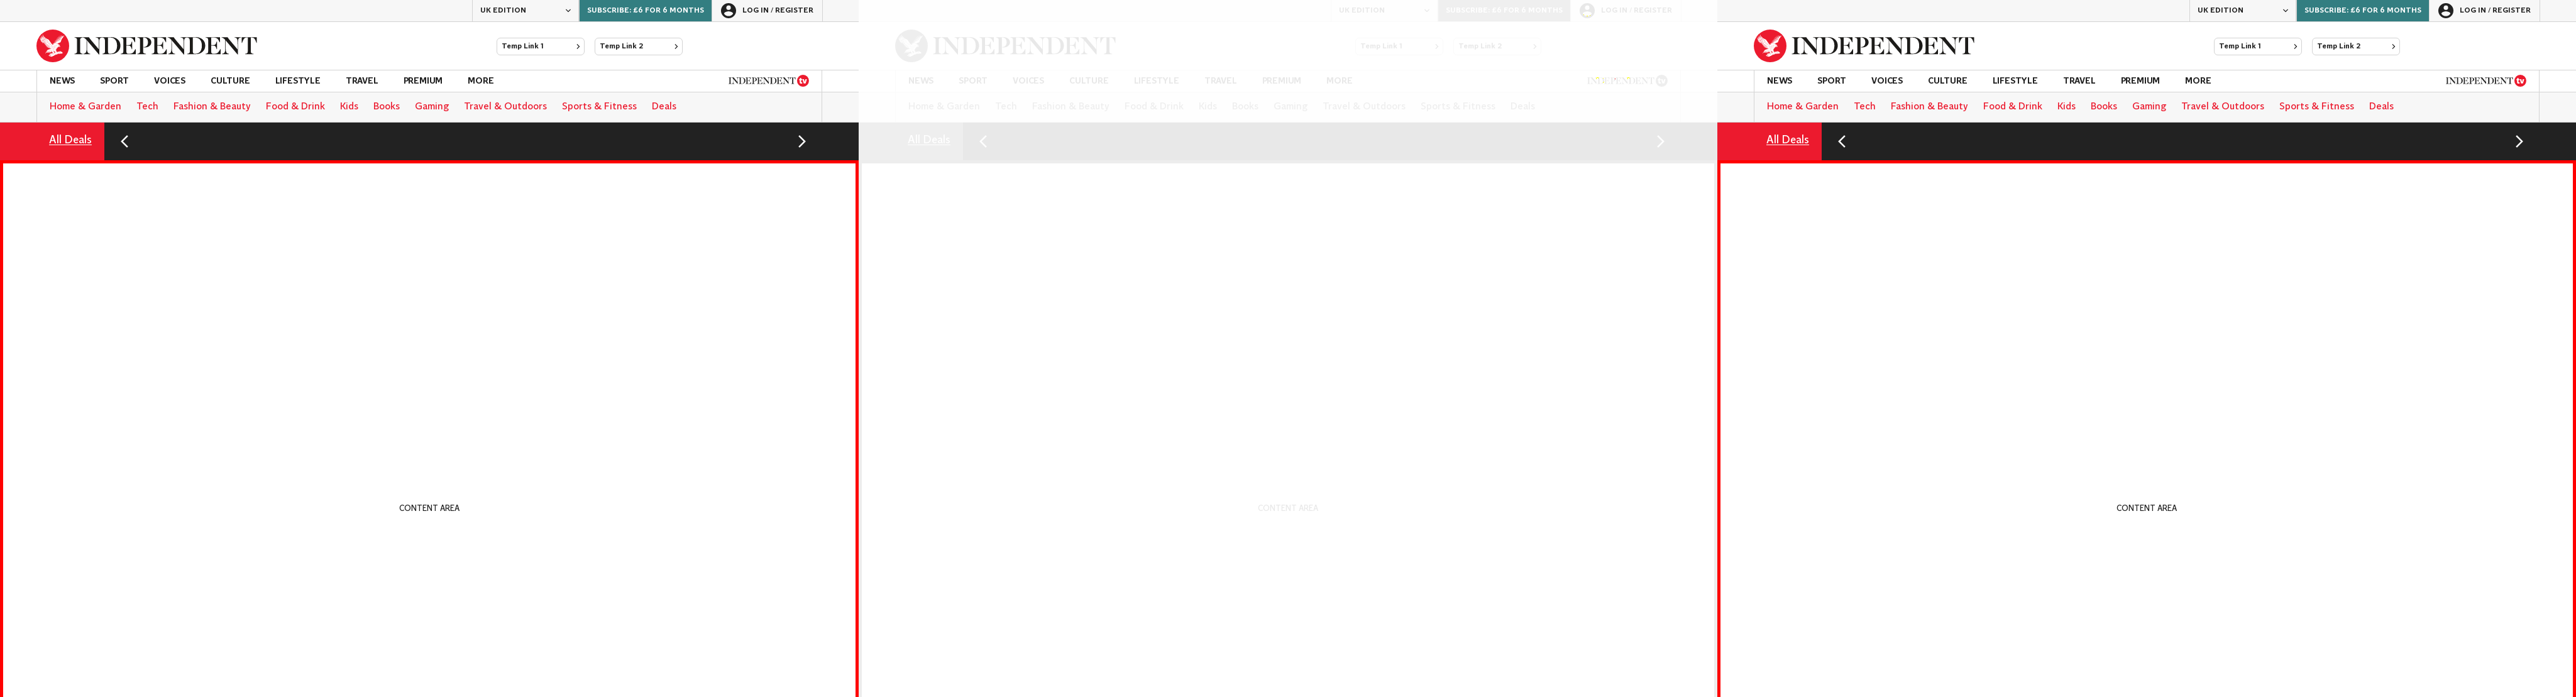 UK EDITION SUBSCRIBE: £6 FOR 6 MONTHS LOG IN / REGISTER
INDEPENDENT Temp Link 1 Temp Link 2
NEWS SPORT VOICES CULTURE LIFESTYLE TRAVEL PREMIUM MORE INDEPENDENT tv
Home & Garden Tech Fashion & Beauty Food & Drink Kids Books Gaming Travel & Outdoors Sports & Fitness Deals
All Deals
CONTENT AREA
UK EDITION SUBSCRIBE: £6 FOR 6 MONTHS LOG IN / REGISTER
INDEPENDENT Temp Link 1 Temp Link 2
NEWS SPORT VOICES CULTURE LIFESTYLE TRAVEL PREMIUM MORE INDEPENDENT tv
Home & Garden Tech Fashion & Beauty Food & Drink Kids Books Gaming Travel & Outdoors Sports & Fitness Deals
All Deals
CONTENT AREA
UK EDITION SUBSCRIBE: £6 FOR 6 MONTHS LOG IN / REGISTER
INDEPENDENT Temp Link 1 Temp Link 2
NEWS SPORT VOICES CULTURE LIFESTYLE TRAVEL PREMIUM MORE INDEPENDENT tv
Home & Garden Tech Fashion & Beauty Food & Drink Kids Books Gaming Travel & Outdoors Sports & Fitness Deals
All Deals
CONTENT AREA